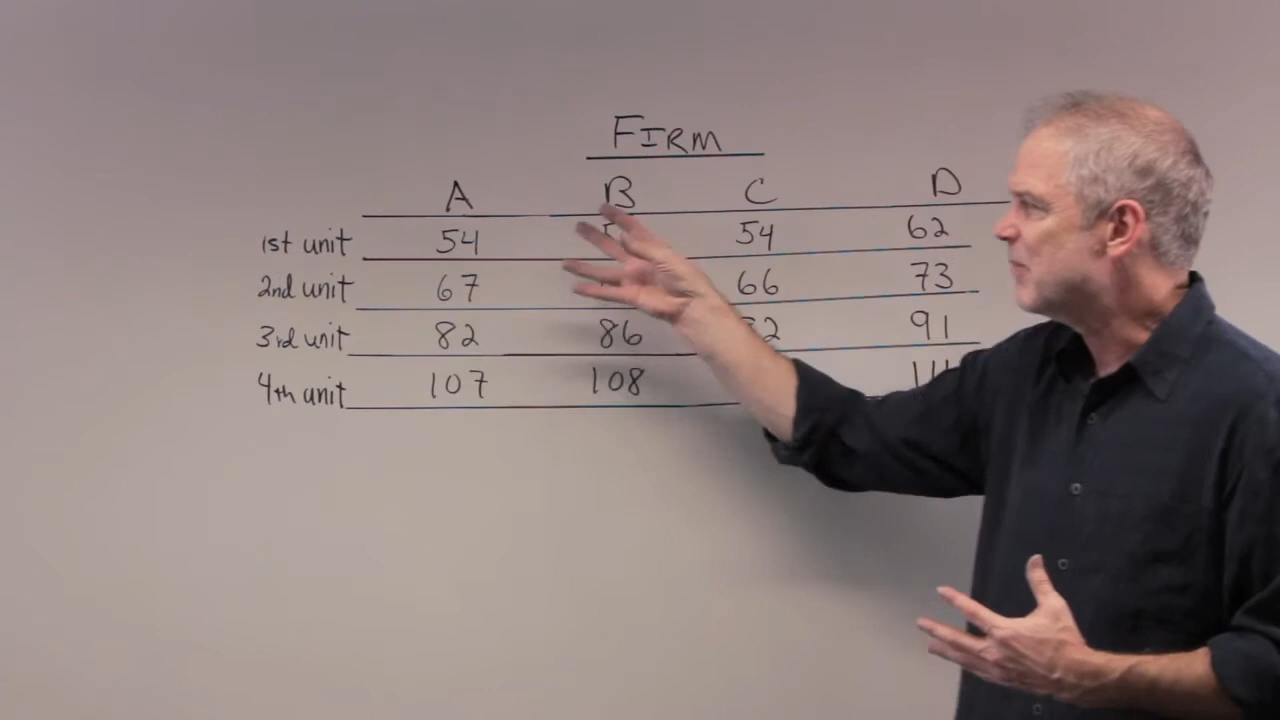 FIRM
A B C D
1st unit 54 54 62
2nd unit 67 66 73
3rd unit 82 86 91
4th unit 107 108